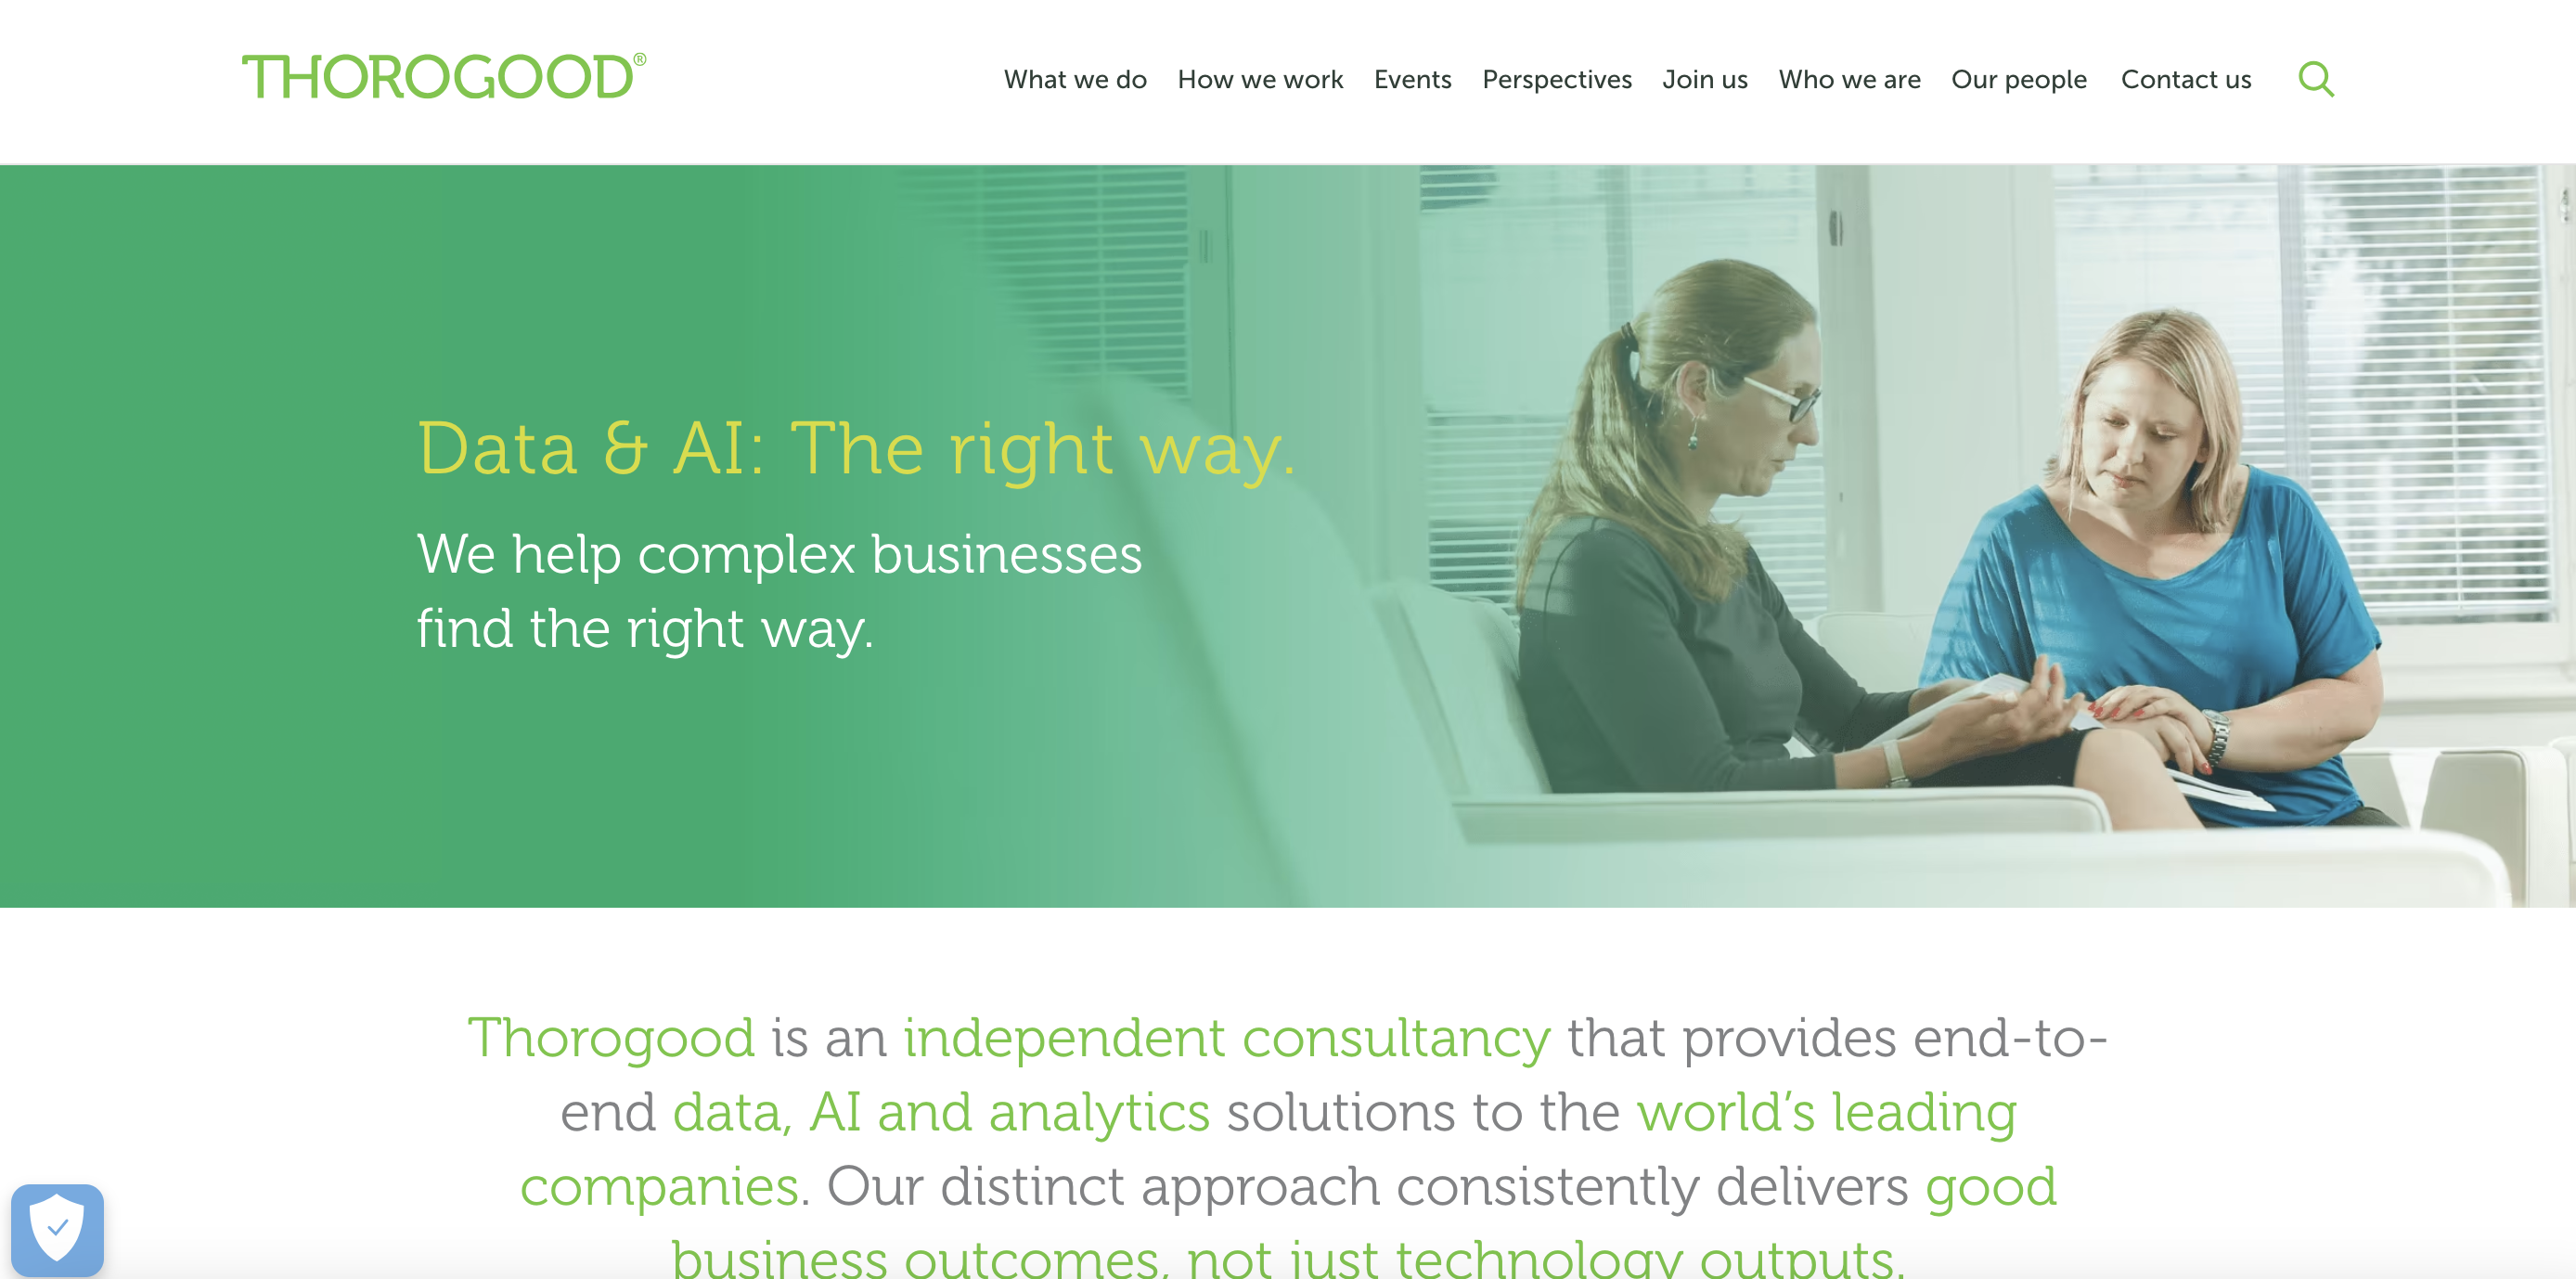 THOROGOOD®
What we do How we work Events Perspectives Join us Who we are Our people Contact us
Data & AI: The right way.
We help complex businesses
find the right way.
Thorogood is an independent consultancy that provides end-to-
end data, AI and analytics solutions to the world’s leading
companies. Our distinct approach consistently delivers good
business outcomes, not just technology outputs.